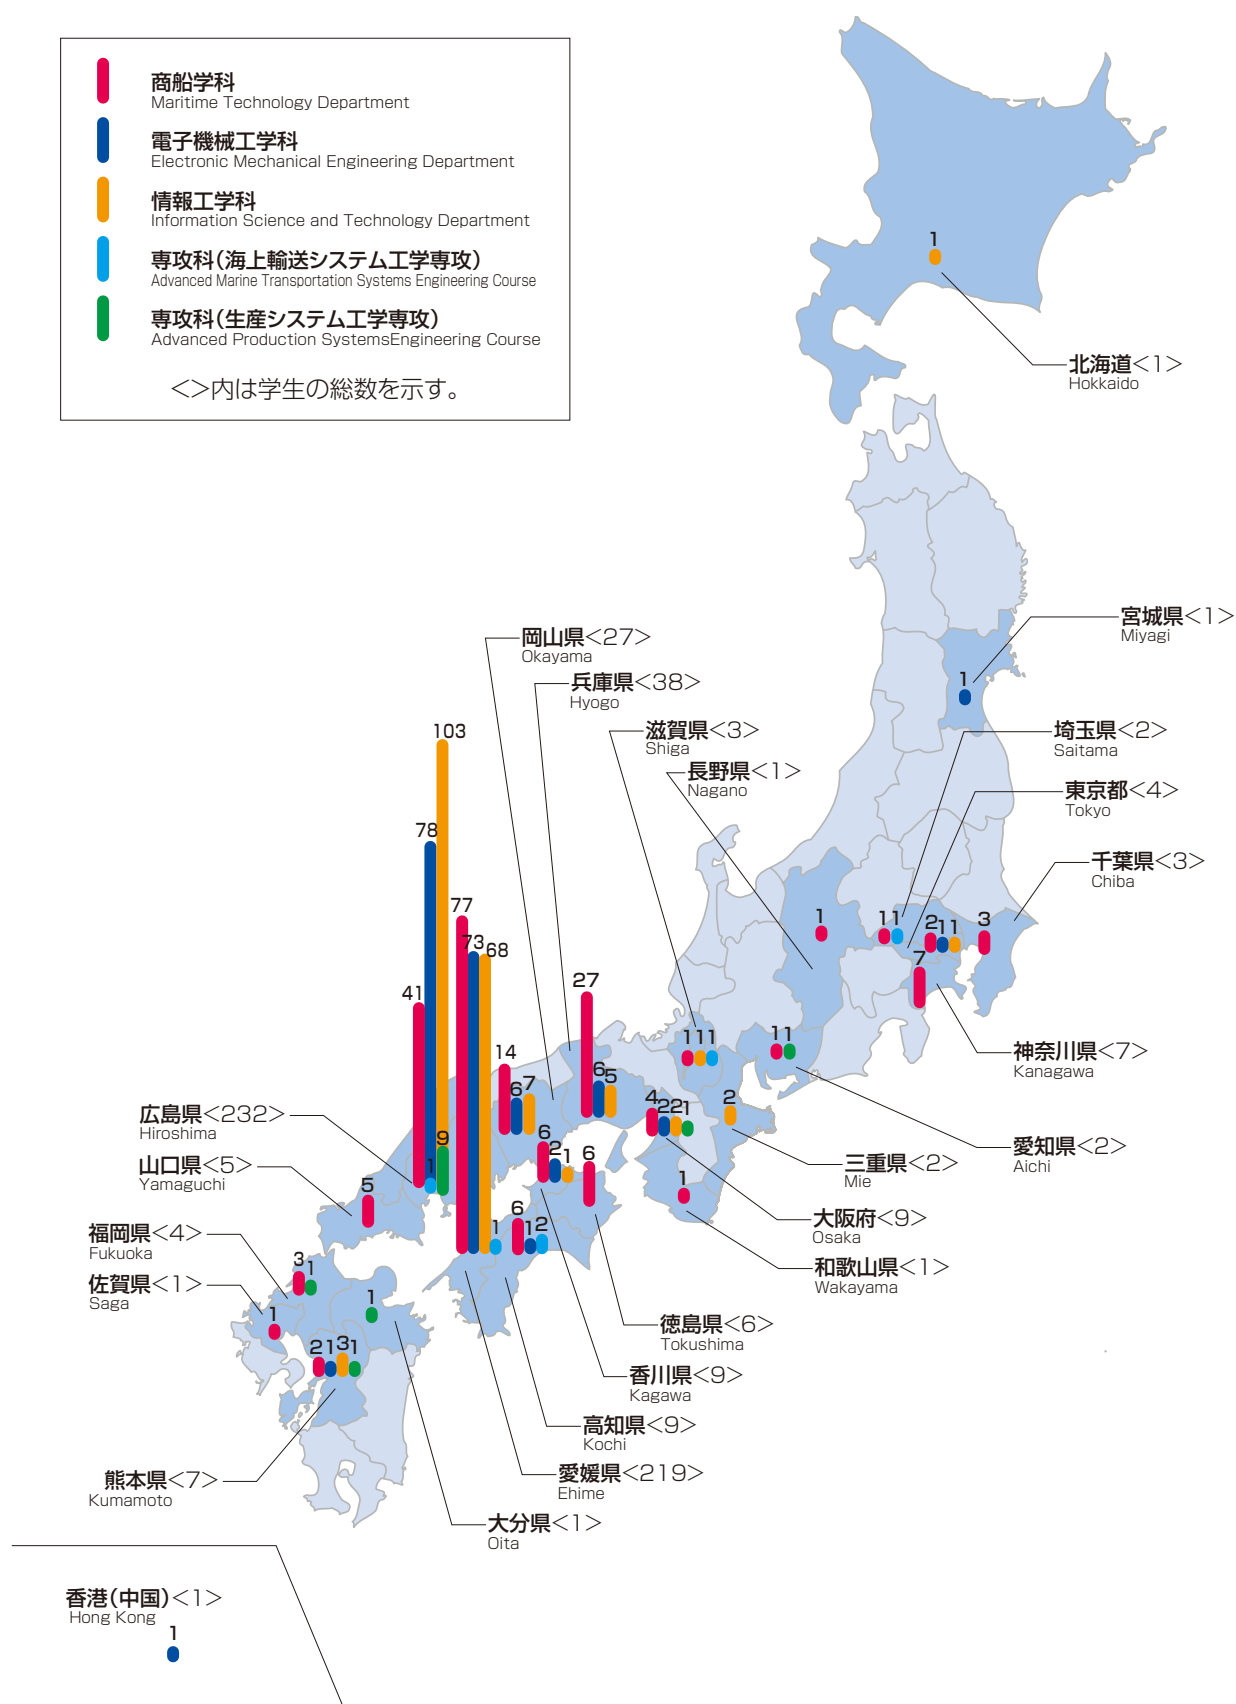 商船学科
Maritime Technology Department
電子機械工学科
Electronic Mechanical Engineering Department
情報工学科
Information Science and Technology Department
専攻科(海上輸送システム工学専攻)
Advanced Marine Transportation Systems Engineering Course
専攻科(生産システム工学専攻)
Advanced Production SystemsEngineering Course
<>内は学生の総数を示す。
1
北海道<1>
Hokkaido
宮城県<1>
Miyagi
1
岡山県<27>
Okayama
兵庫県<38>
Hyogo
滋賀県<3>
Shiga
長野県<1>
Nagano
埼玉県<2>
Saitama
東京都<4>
Tokyo
千葉県<3>
Chiba
103
78
77
73
68
41
1
9
1
1
1 1
2 1 1
3
7
27
6
5
14
6
7
1 1 1
1 1
神奈川県<7>
Kanagawa
広島県<232>
Hiroshima
山口県<5>
Yamaguchi
5
4 2 2 1
2
6
2
1
6
1
愛知県<2>
Aichi
三重県<2>
Mie
大阪府<9>
Osaka
和歌山県<1>
Wakayama
6
1
2
福岡県<4>
Fukuoka
佐賀県<1>
Saga
3
1
1
1
2 1 3 1
徳島県<6>
Tokushima
香川県<9>
Kagawa
高知県<9>
Kochi
愛媛県<219>
Ehime
熊本県<7>
Kumamoto
大分県<1>
Oita
香港(中国)<1>
Hong Kong
1